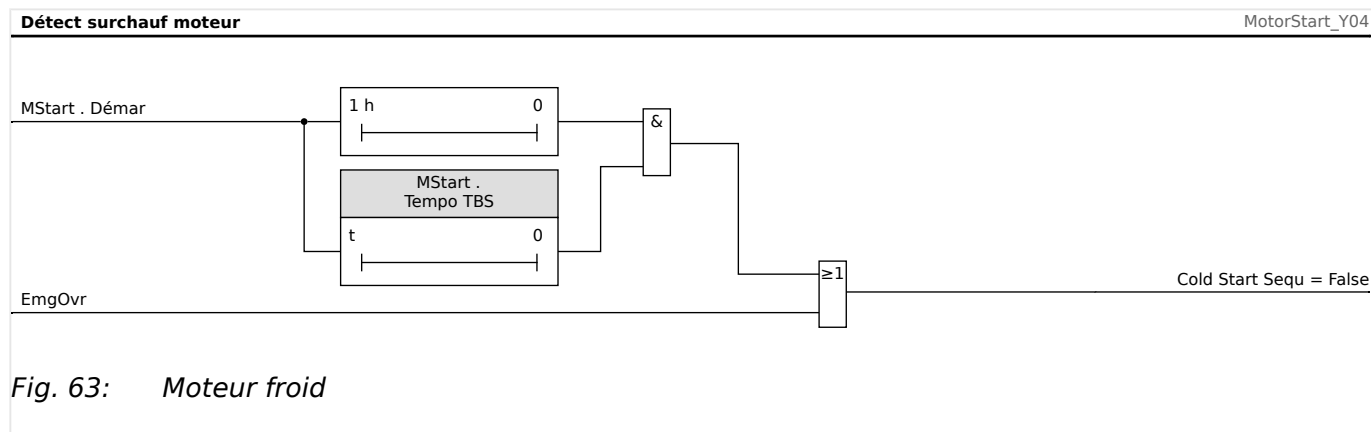 Détect surchauf moteur
MotorStart_Y04
MStart . Démar
1 h 0
&
MStart .
Tempo TBS
t 0
≥1
Cold Start Sequ = False
EmgOvr
Fig. 63: Moteur froid